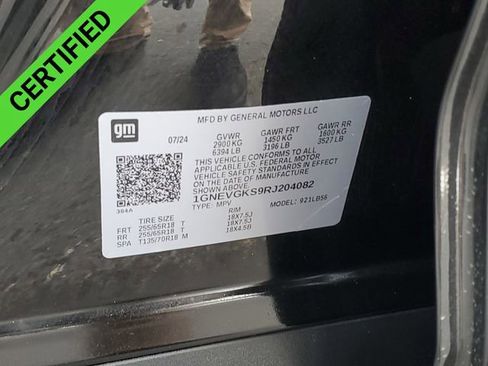 CERTIFIED
gm
MFD BY GENERAL MOTORS LLC
07/24
GVWR GAWR FRT GAWR RR
2900 KG 1450 KG 1600 KG
6394 LB 3196 LB 3527 LB
THIS VEHICLE CONFORMS TO ALL
APPLICABLE U.S. FEDERAL MOTOR
VEHICLE SAFETY STANDARDS IN EFFECT
ON THE DATE OF MANUFACTURE
SHOWN ABOVE.
1GNEVGKS9RJ204082
TYPE: MPV MODEL: 921LB56
384A
TIRE SIZE RIM
FRT 255/65R18 T 18X7.5J
RR 255/65R18 T 18X7.5J
SPA T135/70R18 M 18X4.5B